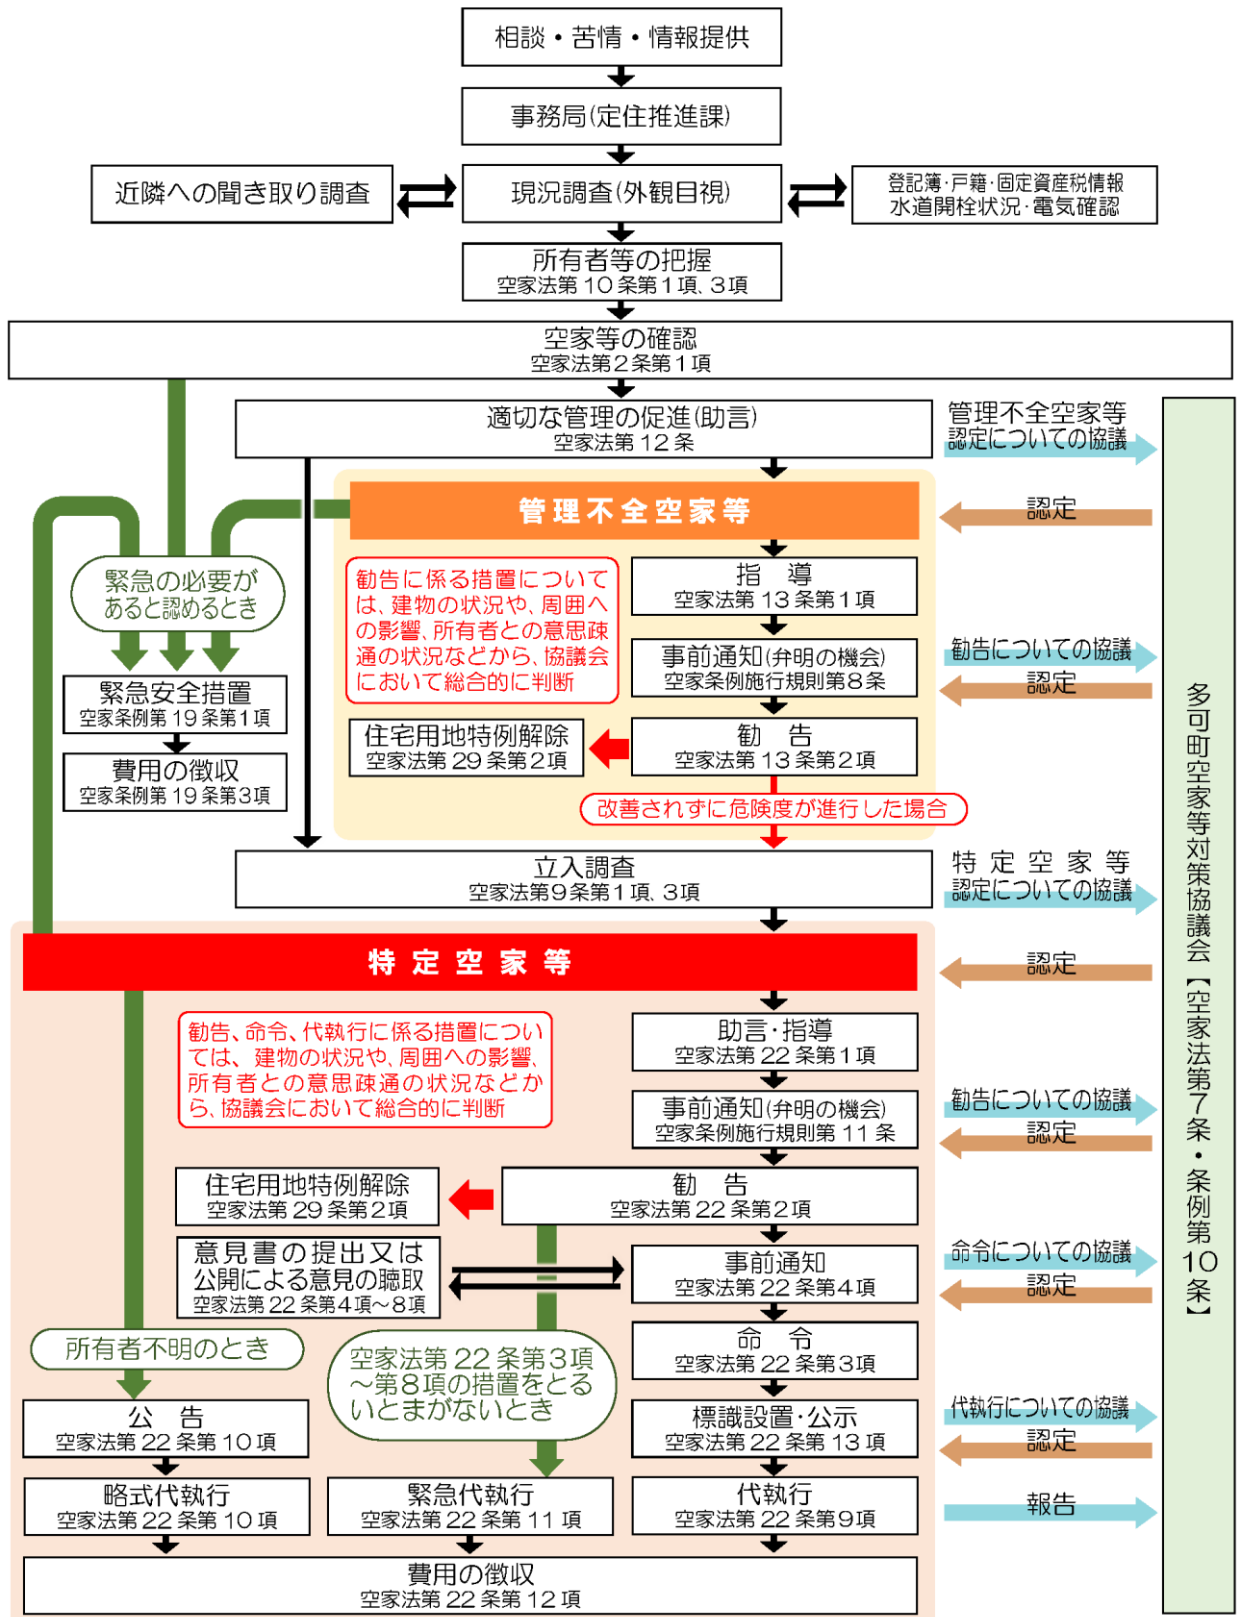 相談・苦情・情報提供
事務局(定住推進課)
近隣への聞き取り調査
現況調査(外観目視)
登記簿・戸籍・固定資産税情報
水道開栓状況・電気確認
所有者等の把握
空家法第10条第1項、3項
空家等の確認
空家法第2条第1項
適切な管理の促進(助言)
空家法第12条
管理不全空家等
認定についての協議
管理不全空家等
認定
緊急の必要が
あると認めるとき
勧告に係る措置について
は、建物の状況や、周囲へ
の影響、所有者との意思疎
通の状況などから、協議会
において総合的に判断
指　導
空家法第13条第1項
事前通知(弁明の機会)
空家条例施行規則第8条
勧告についての協議
認定
緊急安全措置
空家条例第19条第1項
費用の徴収
空家条例第19条第3項
住宅用地特例解除
空家法第29条第2項
勧　告
空家法第13条第2項
改善されずに危険度が進行した場合
立入調査
空家法第9条第1項、3項
特定空家等
認定についての協議
特定空家等
認定
勧告、命令、代執行に係る措置につい
ては、建物の状況や、周囲への影響、
所有者との意思疎通の状況などか
ら、協議会において総合的に判断
助言・指導
空家法第22条第1項
事前通知(弁明の機会)
空家条例施行規則第11条
勧告についての協議
認定
住宅用地特例解除
空家法第29条第2項
勧　告
空家法第22条第2項
意見書の提出又は
公開による意見の聴取
空家法第22条第4項～8項
事前通知
空家法第22条第4項
命令についての協議
認定
所有者不明のとき
空家法第22条第3項
～第8項の措置をとる
いとまがないとき
命　令
空家法第22条第3項
公　告
空家法第22条第10項
標識設置・公示
空家法第22条第13項
代執行についての協議
認定
略式代執行
空家法第22条第10項
緊急代執行
空家法第22条第11項
代執行
空家法第22条第9項
報告
費用の徴収
空家法第22条第12項
多可町空家等対策協議会【空家法第7条・条例第10条】